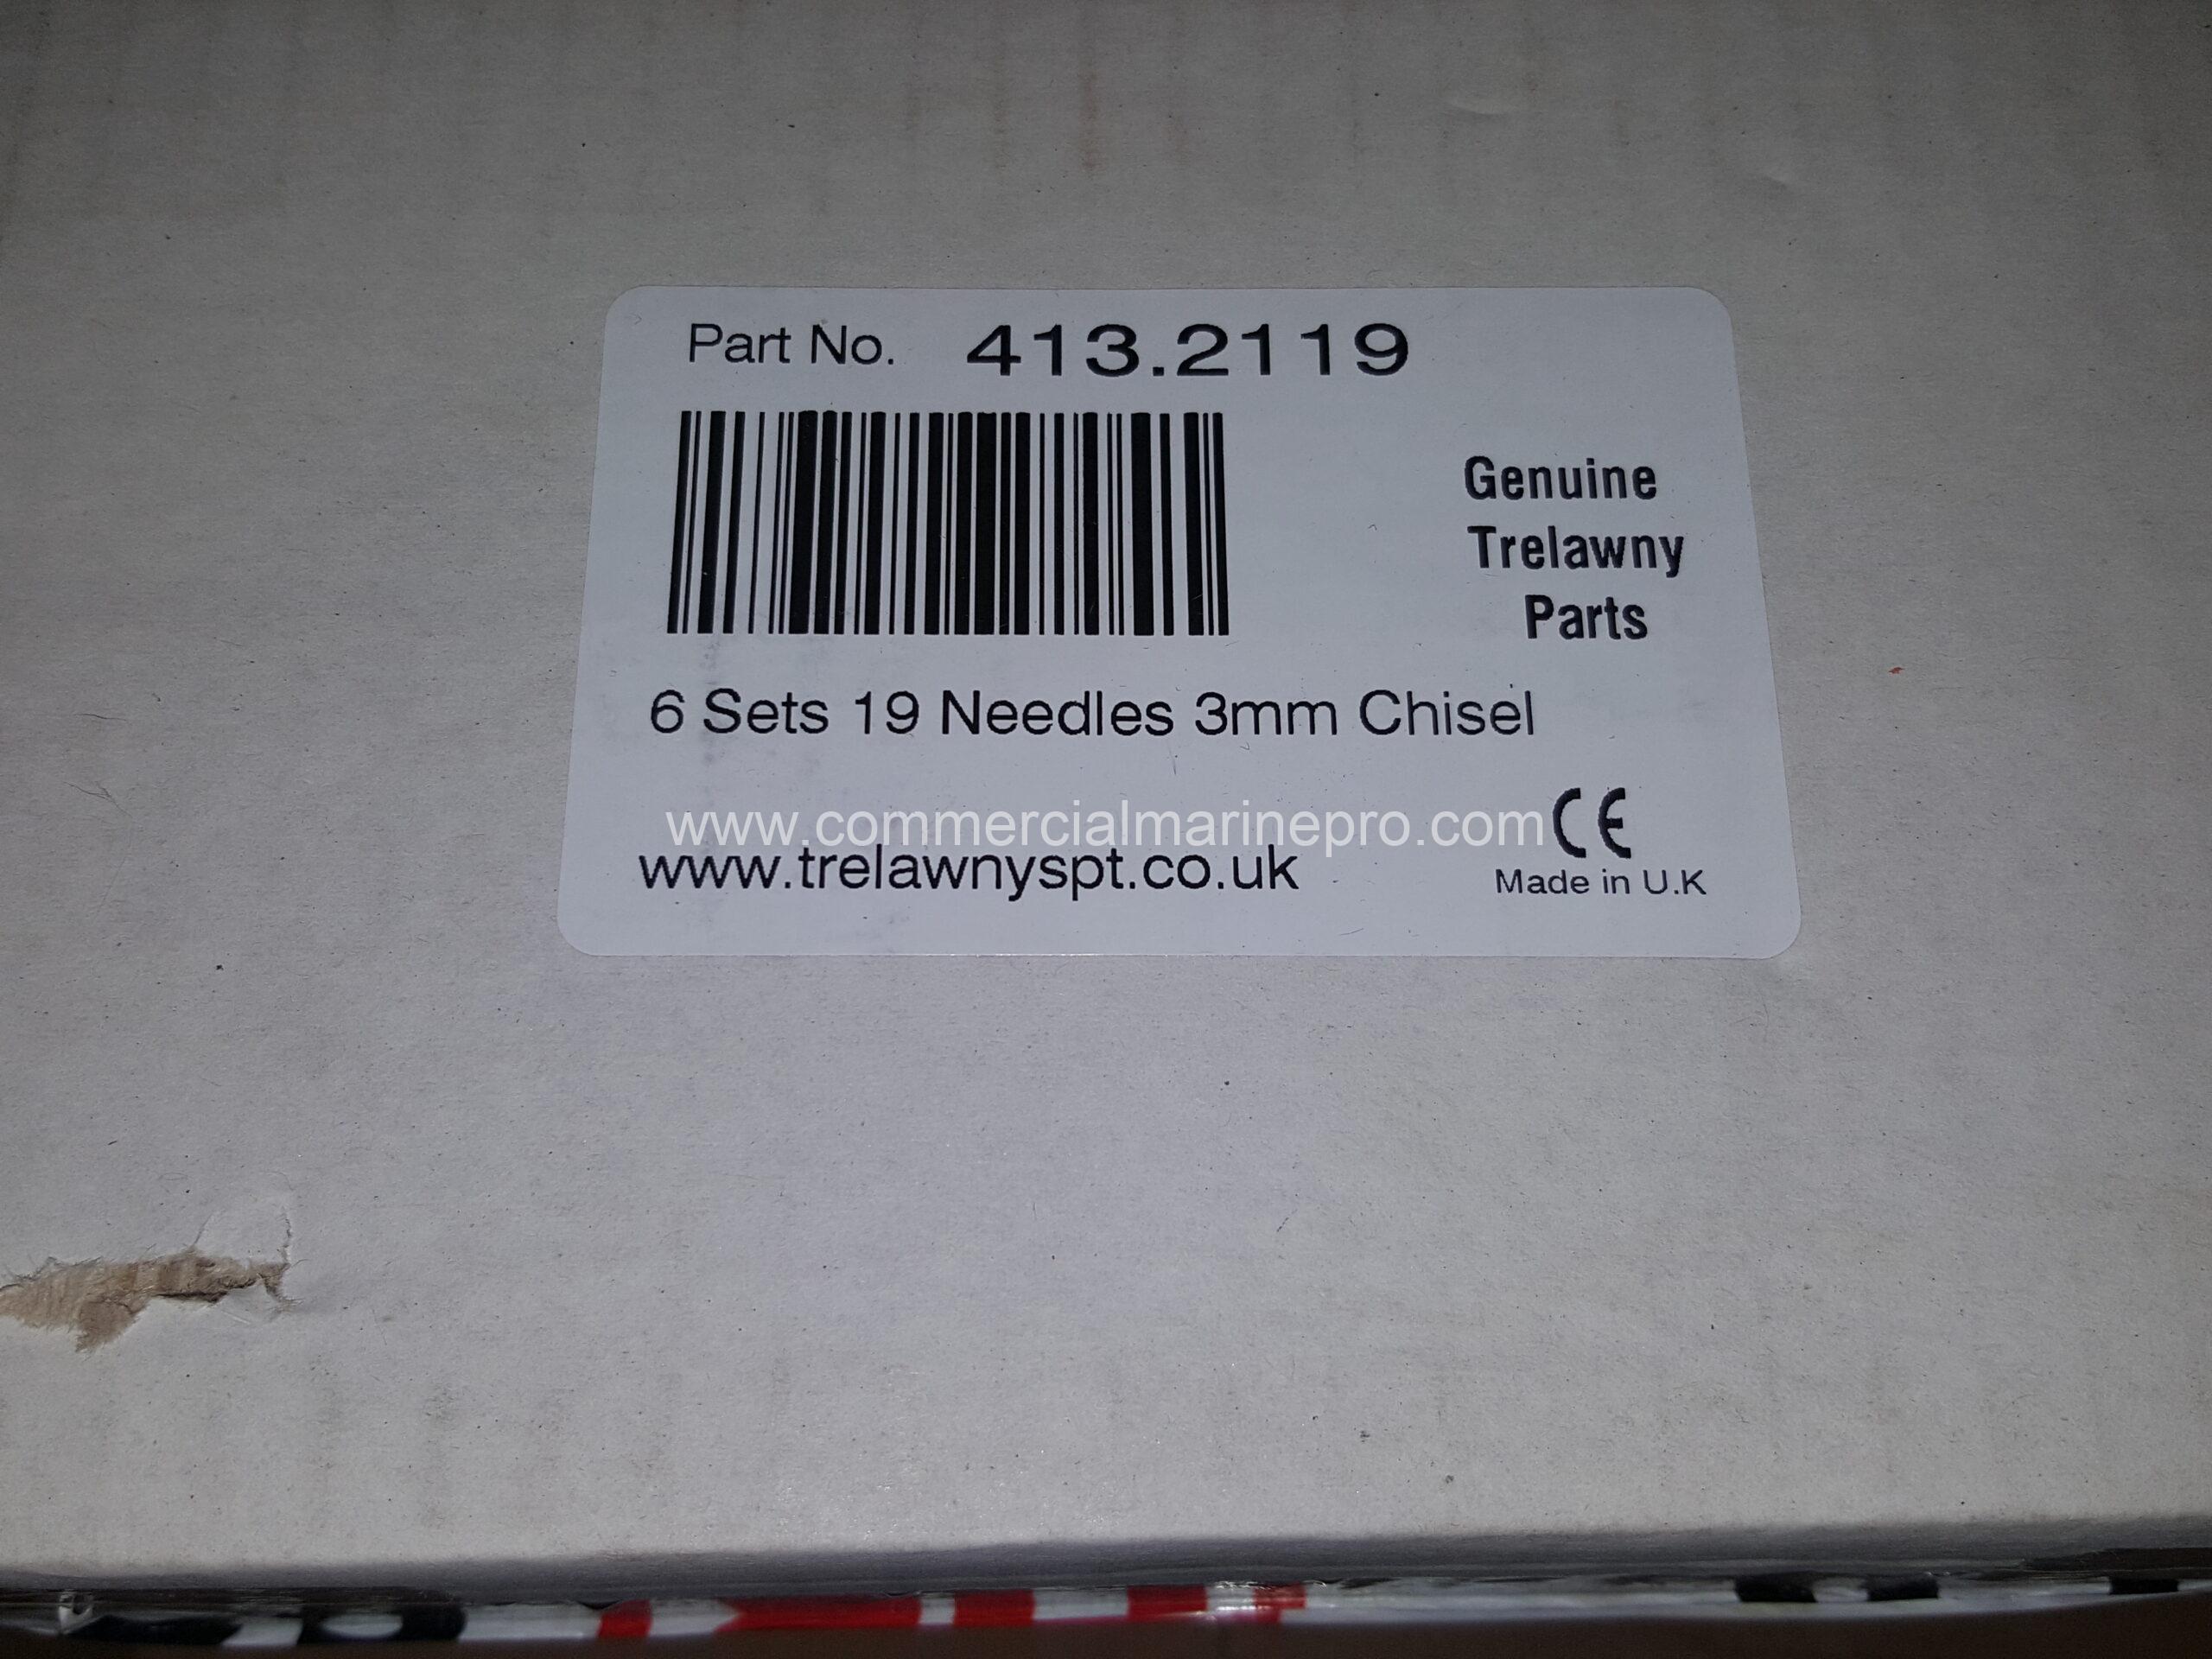 Part No. 413.2119
Genuine
Trelawny
Parts
6 Sets 19 Needles 3mm Chisel
www.commercialmarinepro.com
CE
www.trelawnyspt.co.uk
Made in U.K